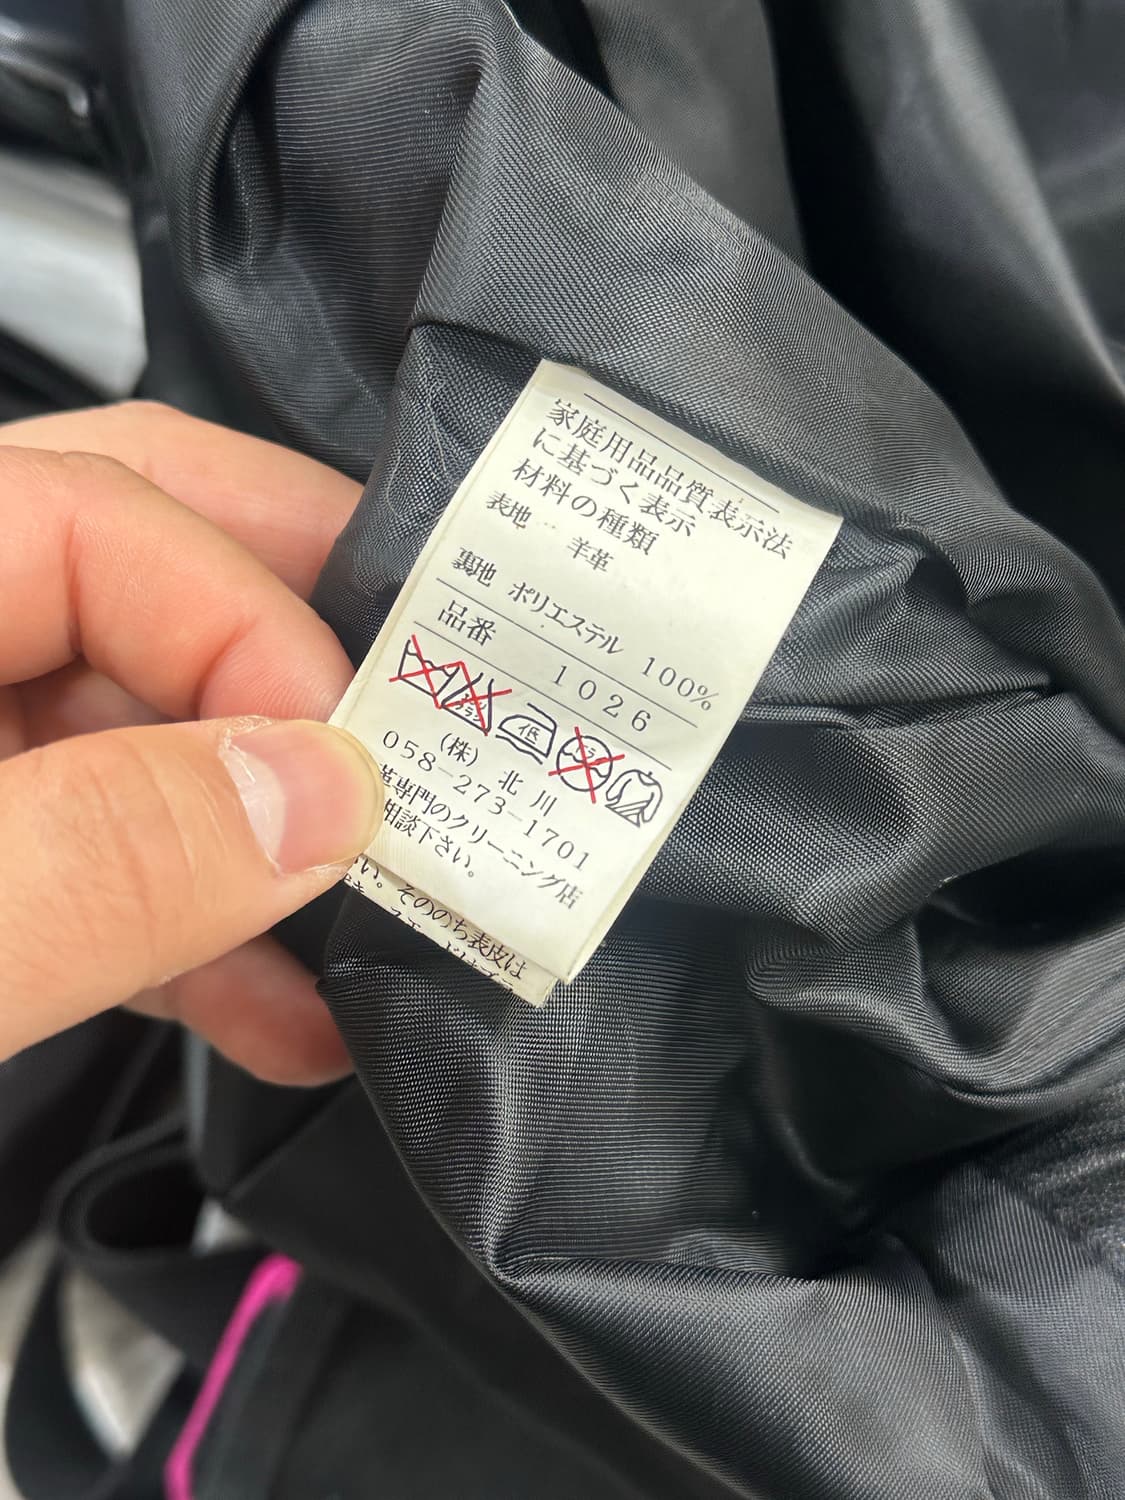 家庭用品品質表示法
に基づく表示
材料の種類
表地 羊革
裏地 ポリエステル 100%
品番 1026
低
(株) 北川
058-273-1701
革専門のクリーニング店
相談下さい。
い。そののち表皮は